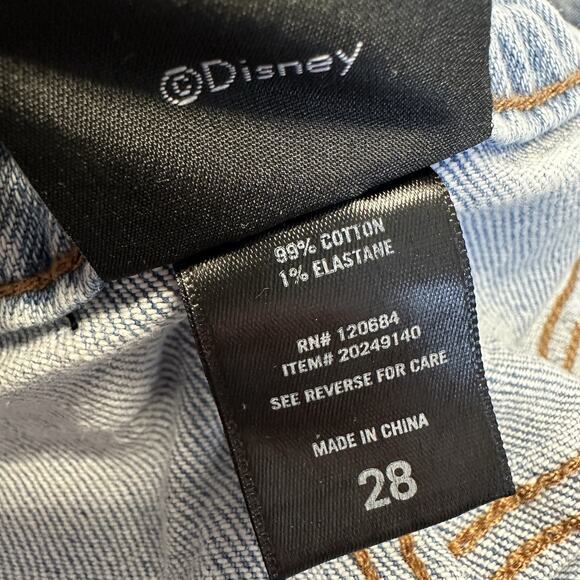 ©Disney
99% COTTON
1% ELASTANE
RN# 120684
ITEM# 20249140
SEE REVERSE FOR CARE
MADE IN CHINA
28